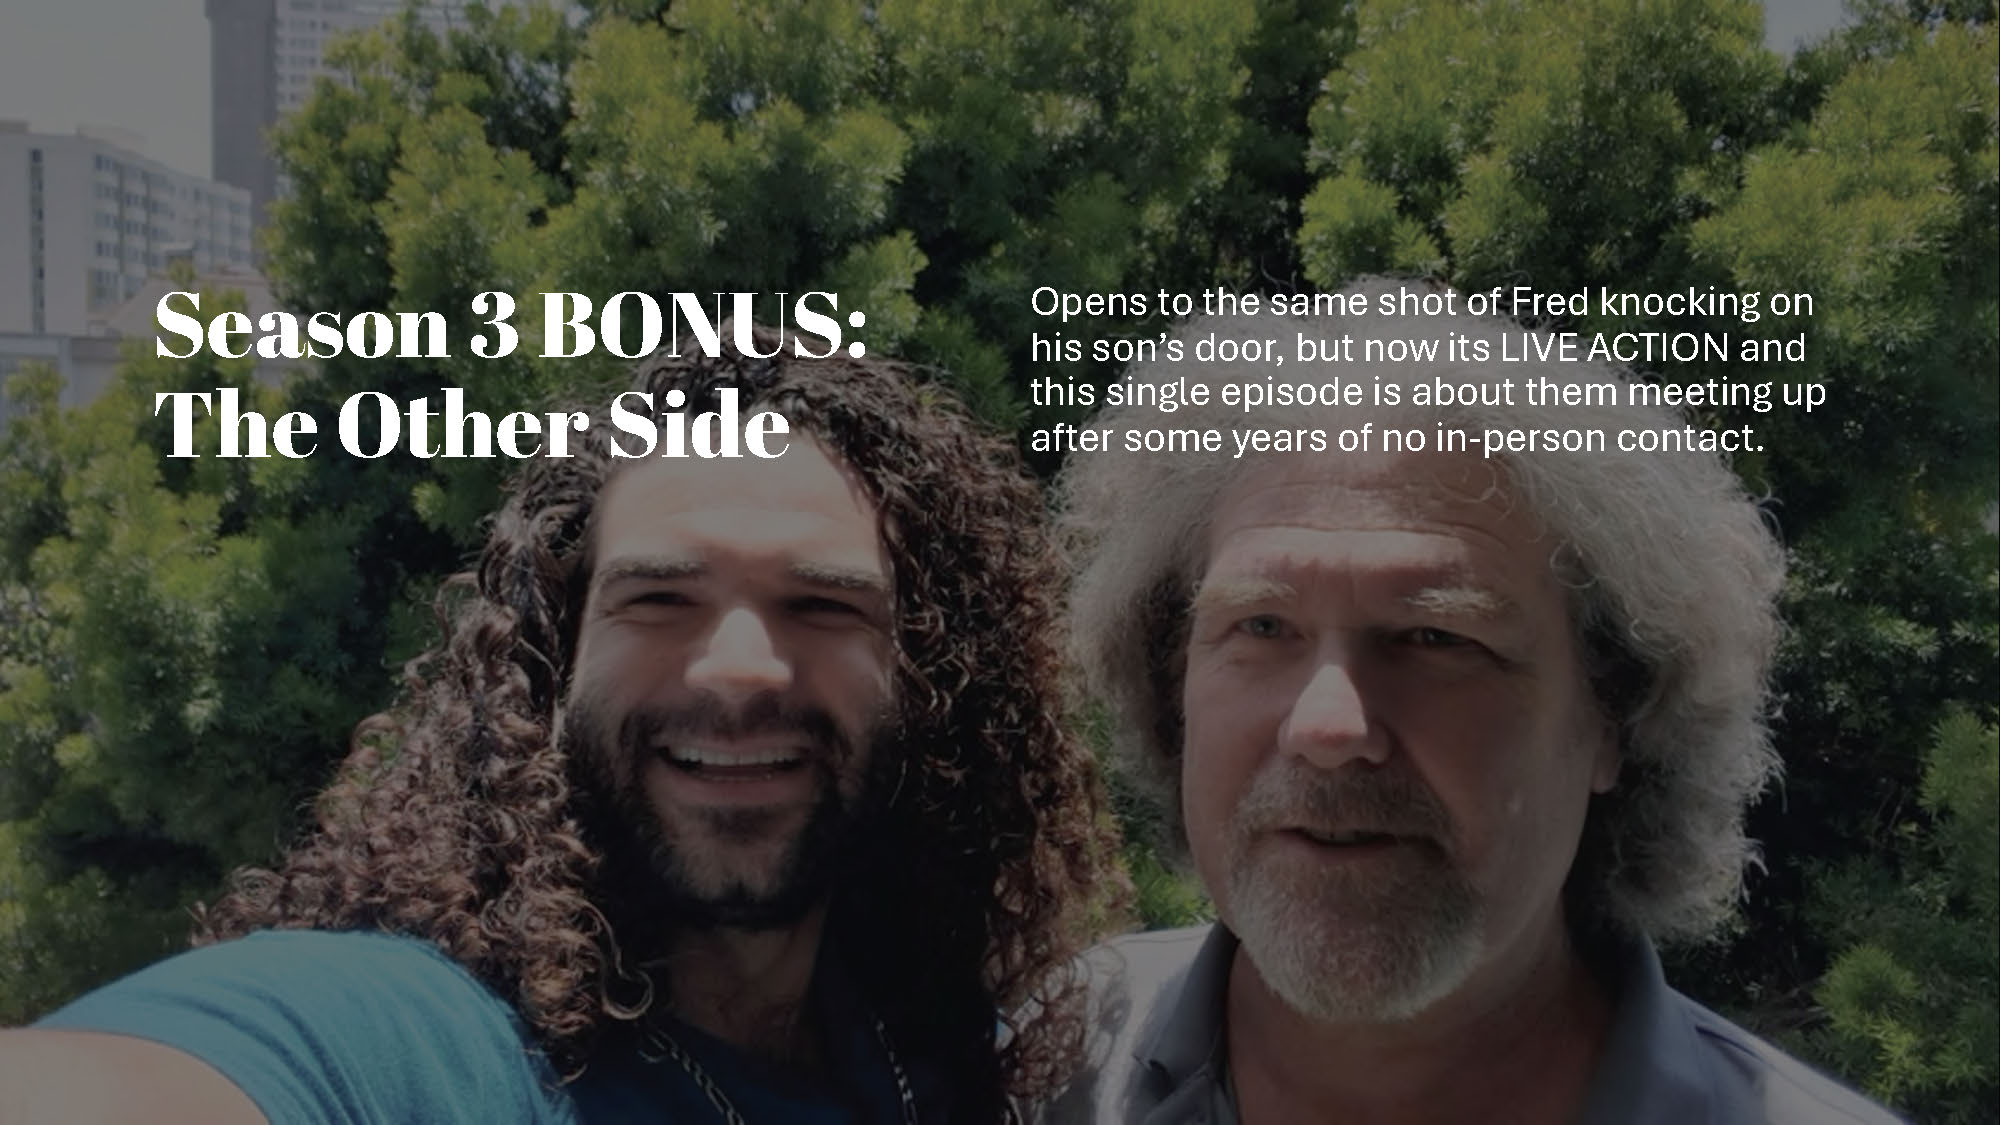 Season 3 BONUS:
The Other Side
Opens to the same shot of Fred knocking on
his son’s door, but now its LIVE ACTION and
this single episode is about them meeting up
after some years of no in-person contact.